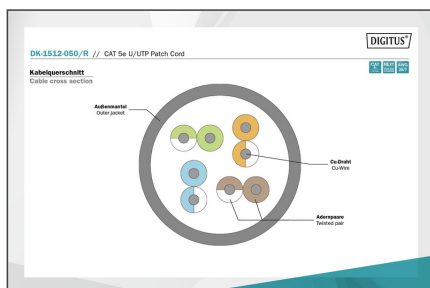 DIGITUS®
DK-1512-050/R // CAT 5e U/UTP Patch Cord
Kabelquerschnitt
Cable cross section
Außenmantel
Outer jacket
Cu-Draht
Cu-Wire
Adernpaare
Twisted pair